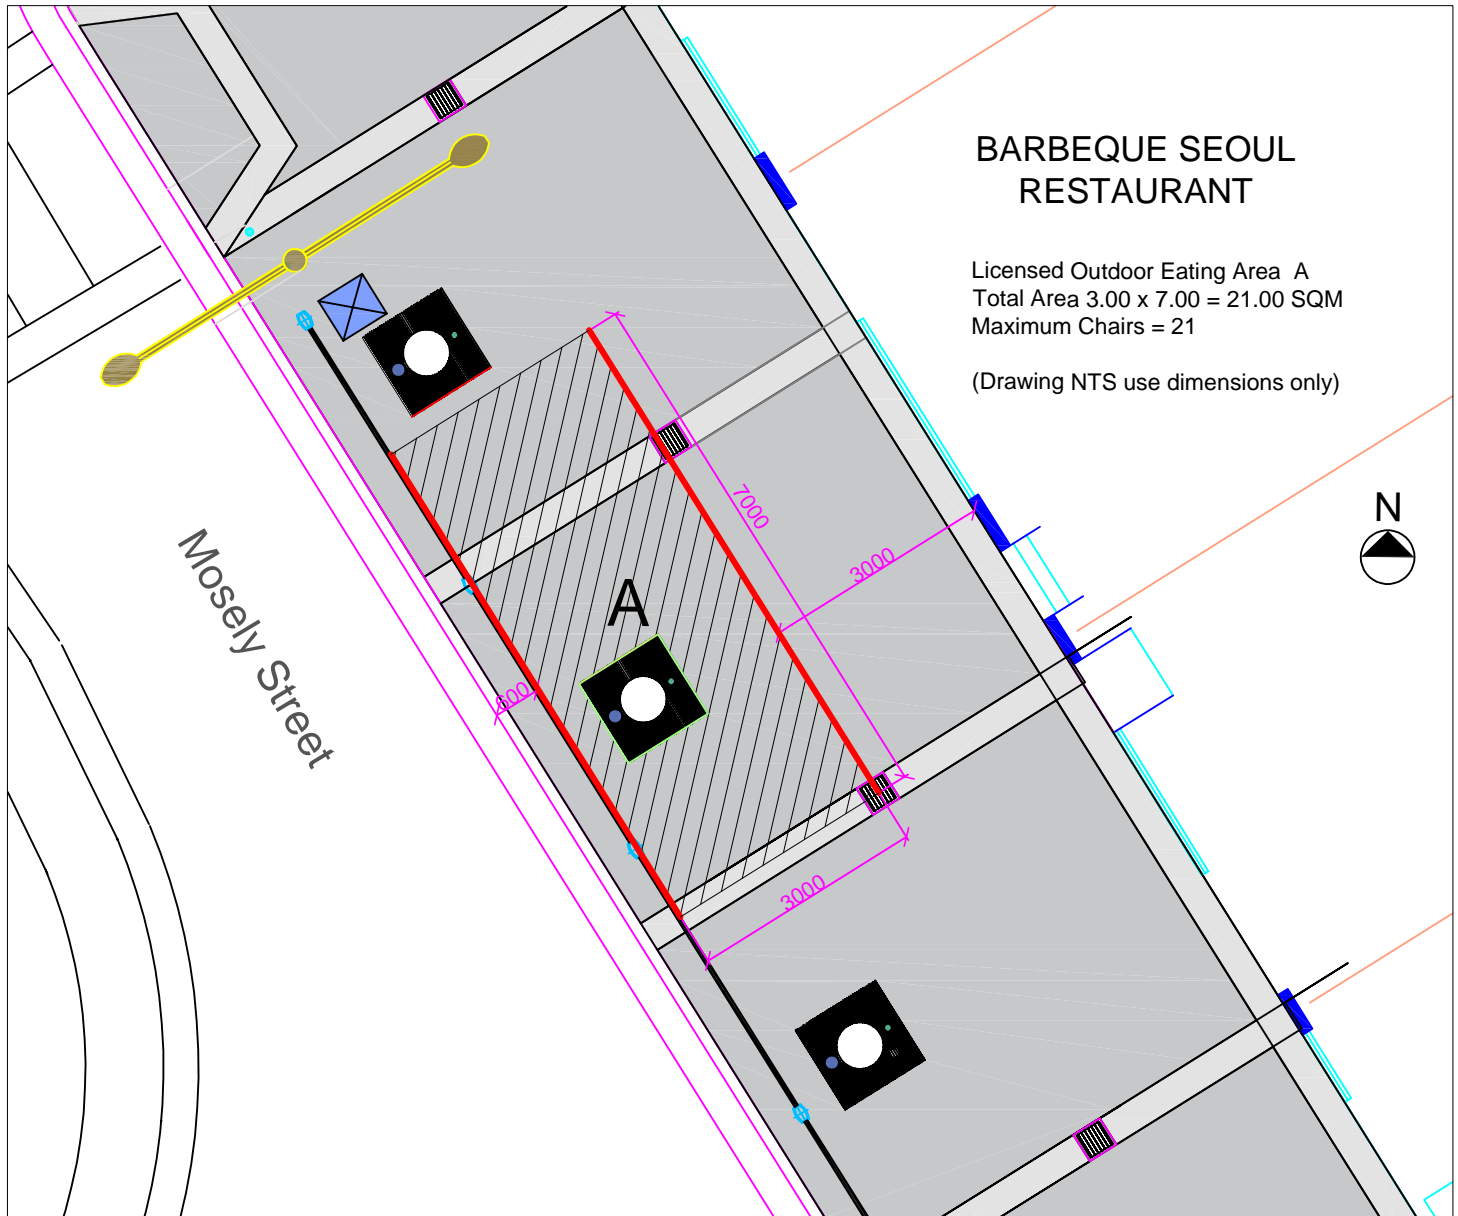 BARBEQUE SEOUL
RESTAURANT
Licensed Outdoor Eating Area A
Total Area 3.00 x 7.00 = 21.00 SQM
Maximum Chairs = 21
(Drawing NTS use dimensions only)
N
7000
3000
A
600
Mosely Street
3000